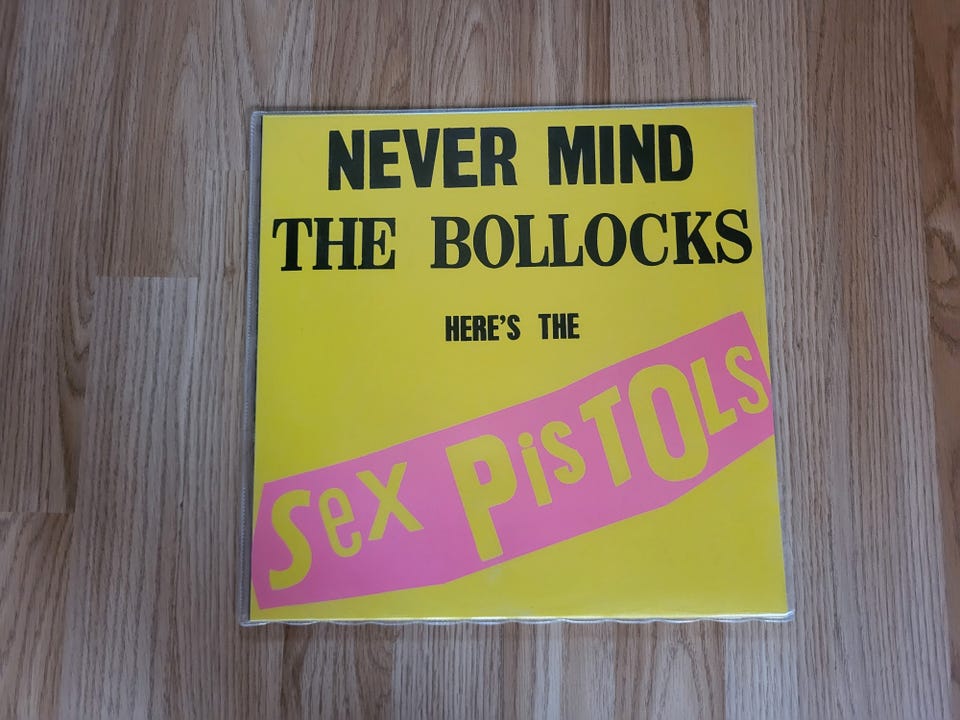 NEVER MIND
THE BOLLOCKS
HERE'S THE
Sex PisTOLS